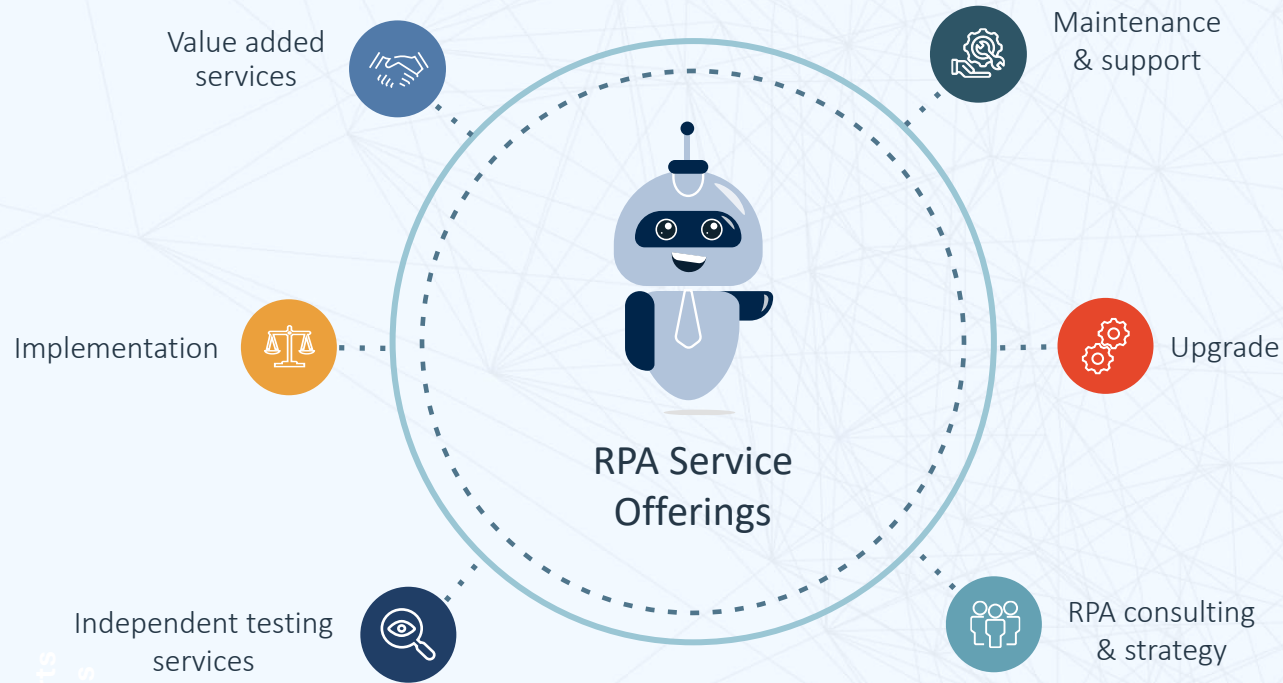 Value added
services
Maintenance
& support
Implementation
Upgrade
RPA Service
Offerings
Independent testing
services
RPA consulting
& strategy